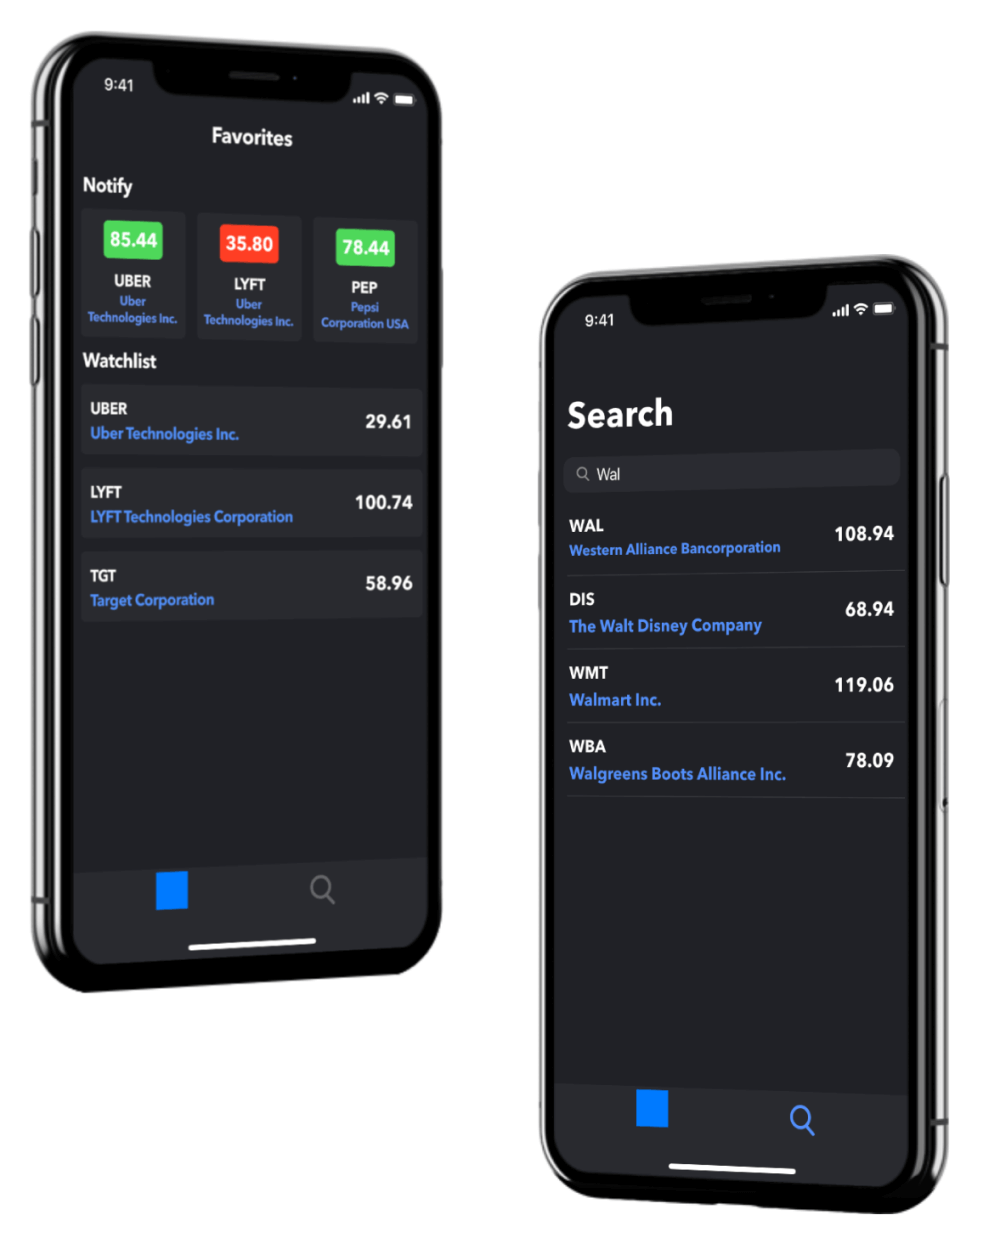 9:41
Favorites
Notify
85.44
35.80
78.44
UBER
LYFT
PEP
Uber
Technologies Inc.
Uber
Technologies Inc.
Pepsi
Corporation USA
Watchlist
UBER
29.61
Uber Technologies Inc.
LYFT
100.74
LYFT Technologies Corporation
TGT
58.96
Target Corporation
9:41
Search
Wal
WAL
108.94
Western Alliance Bancorporation
DIS
68.94
The Walt Disney Company
WMT
119.06
Walmart Inc.
WBA
78.09
Walgreens Boots Alliance Inc.